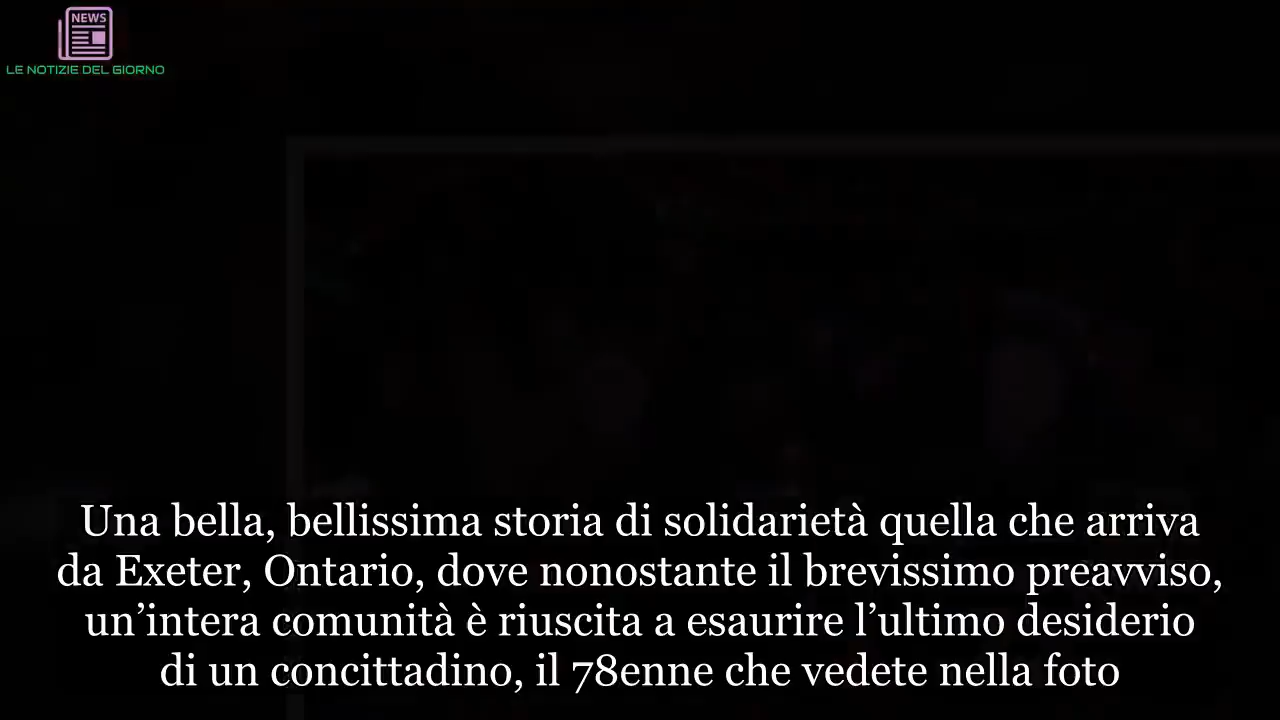 NEWS
LE NOTIZIE DEL GIORNO
Una bella, bellissima storia di solidarietà quella che arriva
da Exeter, Ontario, dove nonostante il brevissimo preavviso,
un’intera comunità è riuscita a esaurire l’ultimo desiderio
di un concittadino, il 78enne che vedete nella foto